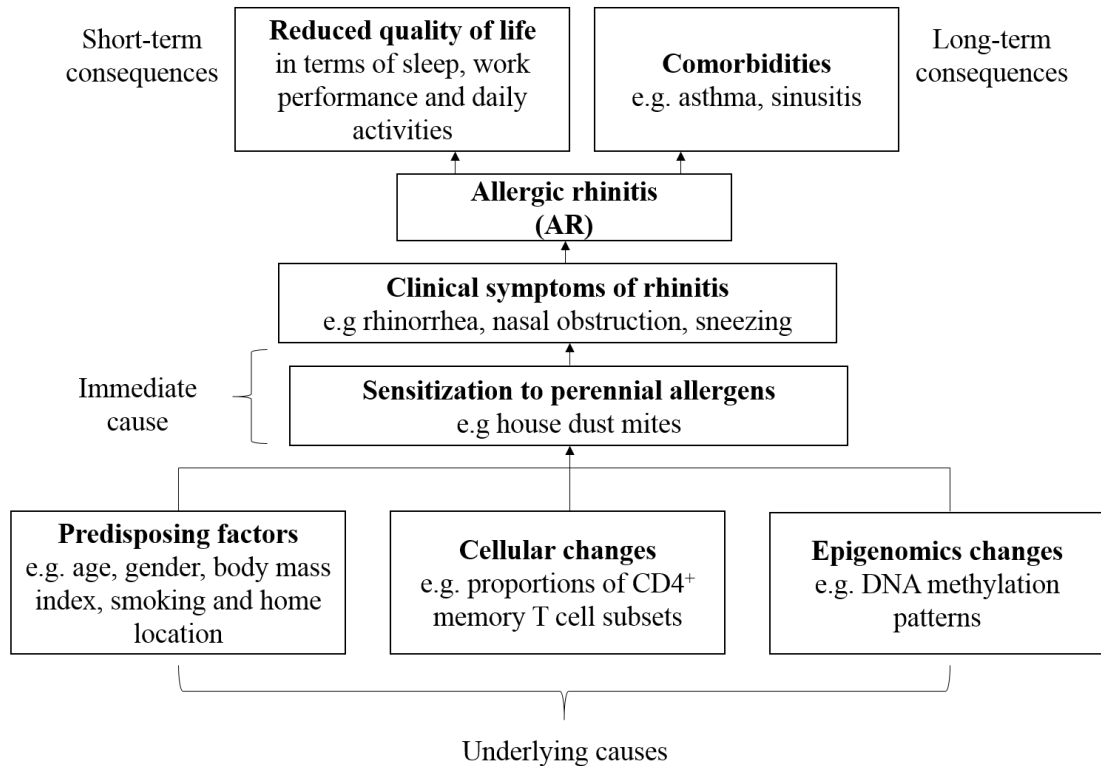 Short-term
consequences
Reduced quality of life
in terms of sleep, work
performance and daily
activities
Comorbidities
e.g. asthma, sinusitis
Long-term
consequences
Allergic rhinitis
(AR)
Clinical symptoms of rhinitis
e.g rhinorrhea, nasal obstruction, sneezing
Immediate
cause
Sensitization to perennial allergens
e.g house dust mites
Predisposing factors
e.g. age, gender, body mass
index, smoking and home
location
Cellular changes
e.g. proportions of CD4⁺
memory T cell subsets
Epigenomics changes
e.g. DNA methylation
patterns
Underlying causes